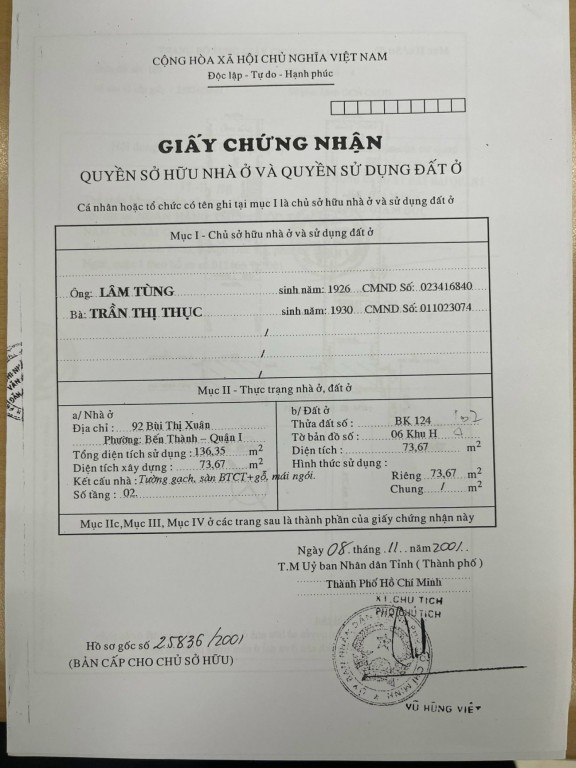 CỘNG HÒA XÃ HỘI CHỦ NGHĨA VIỆT NAM
Độc lập - Tự do - Hạnh phúc
GIẤY CHỨNG NHẬN
QUYỀN SỞ HỮU NHÀ Ở VÀ QUYỀN SỬ DỤNG ĐẤT Ở
Cá nhân hoặc tổ chức có tên ghi tại mục I là chủ sở hữu nhà ở và sử dụng đất ở
Mục I - Chủ sở hữu nhà ở và sử dụng đất ở
Ông: LÂM TÙNG sinh năm: 1926 CMND Số: 023416840
Bà: TRẦN THỊ THỤC sinh năm: 1930 CMND Số: 011023074
/
/
/
Mục II - Thực trạng nhà ở, đất ở
a/ Nhà ở
Địa chỉ : 92 Bùi Thị Xuân
Phường: Bến Thành – Quận I
Tổng diện tích sử dụng : 136,35 m2
Diện tích xây dựng : 73,67 m2
Kết cấu nhà : Tường gạch, sàn BTCT+gỗ, mái ngói.
Số tầng : 02
b/ Đất ở
Thửa đất số : BK 124
Tờ bản đồ số : 06 Khu H
Diện tích : 73,67 m2
Hình thức sử dụng :
Riêng 73,67 m2
Chung / m2
Mục IIc, Mục III, Mục IV ở các trang sau là thành phần của giấy chứng nhận này
Ngày 08 tháng 11 năm 2001
T.M Uỷ ban Nhân dân Tỉnh ( Thành phố )
Thành Phố Hồ Chí Minh
KT.CHỦ TỊCH
PHÓ CHỦ TỊCH
Hồ sơ gốc số 25836/2001
(BẢN CẤP CHO CHỦ SỞ HỮU)
VŨ HÙNG VIỆT